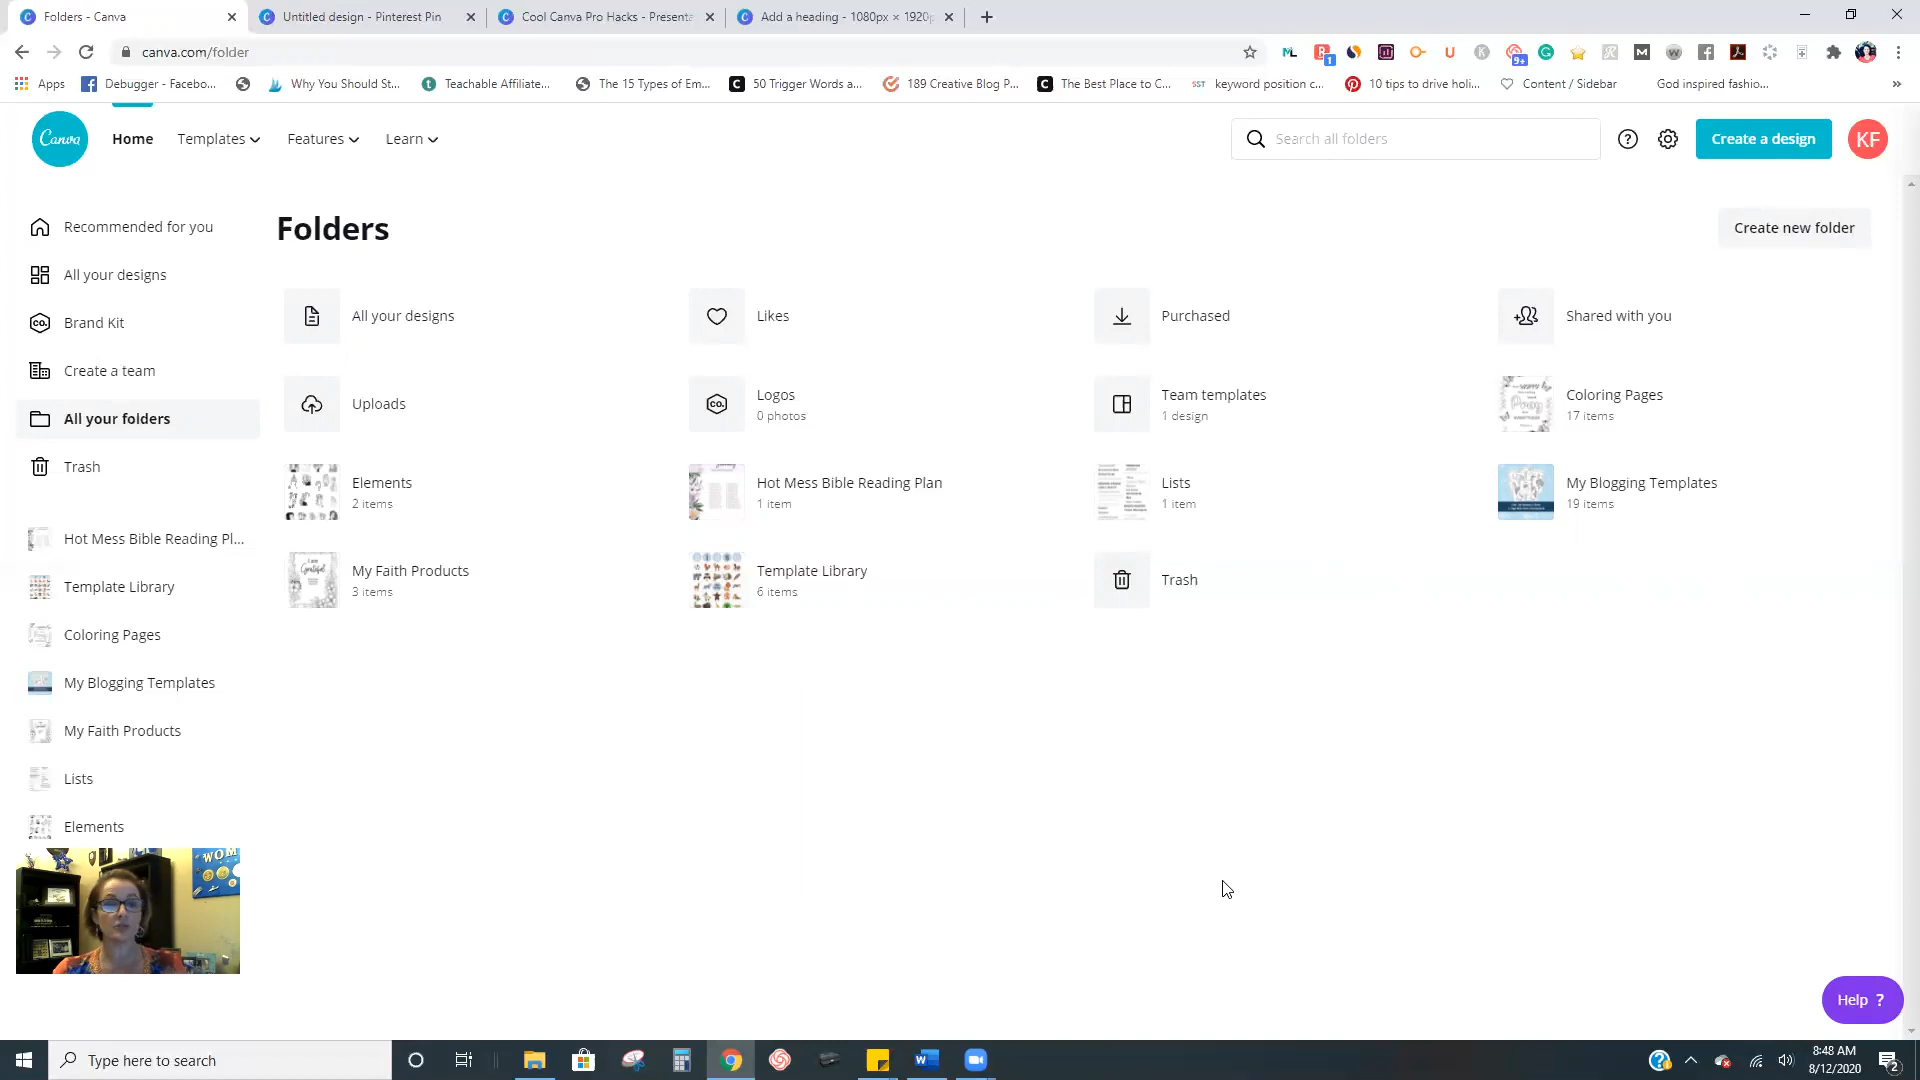 Folders - Canva
Untitled design - Pinterest Pin
Cool Canva Pro Hacks - Presenta
Add a heading - 1080px × 1920p
canva.com/folder
Apps
Debugger - Facebo...
Why You Should St...
Teachable Affiliate...
The 15 Types of Em...
50 Trigger Words a...
189 Creative Blog P...
The Best Place to C...
SST
keyword position c...
10 tips to drive holi...
Content / Sidebar
God inspired fashio...
Canva
Home
Templates
Features
Learn
Search all folders
Create a design
KF
Recommended for you
All your designs
Brand Kit
Create a team
All your folders
Trash
Hot Mess Bible Reading Pl...
Template Library
Coloring Pages
My Blogging Templates
My Faith Products
Lists
Elements
Folders
Create new folder
All your designs
Likes
Purchased
Shared with you
Uploads
Logos
0 photos
Team templates
1 design
Coloring Pages
17 items
Elements
2 items
Hot Mess Bible Reading Plan
1 item
Lists
1 item
My Blogging Templates
19 items
My Faith Products
3 items
Template Library
6 items
Trash
WOM
Help ?
Type here to search
8:48 AM
8/12/2020
2